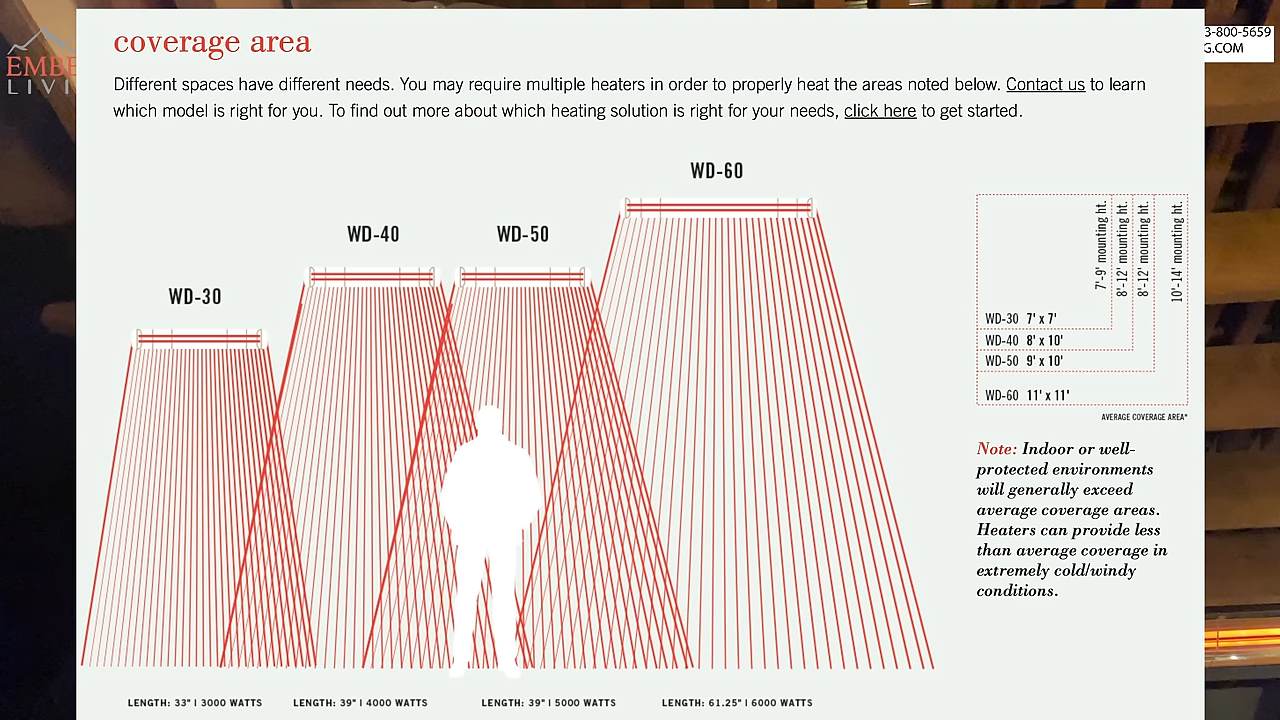 coverage area
Different spaces have different needs. You may require multiple heaters in order to properly heat the areas noted below. Contact us to learn
which model is right for you. To find out more about which heating solution is right for your needs, click here to get started.
3-800-5659
G.COM
EMBE
LIVI
WD-60
WD-40
WD-50
WD-30
7'-9' mounting ht.
8'-12' mounting ht.
8'-12' mounting ht.
10'-14' mounting ht.
WD-30 7' x 7'
WD-40 8' x 10'
WD-50 9' x 10'
WD-60 11' x 11'
AVERAGE COVERAGE AREA*
Note: Indoor or well-
protected environments
will generally exceed
average coverage areas.
Heaters can provide less
than average coverage in
extremely cold/windy
conditions.
LENGTH: 33" | 3000 WATTS
LENGTH: 39" | 4000 WATTS
LENGTH: 39" | 5000 WATTS
LENGTH: 61.25" | 6000 WATTS